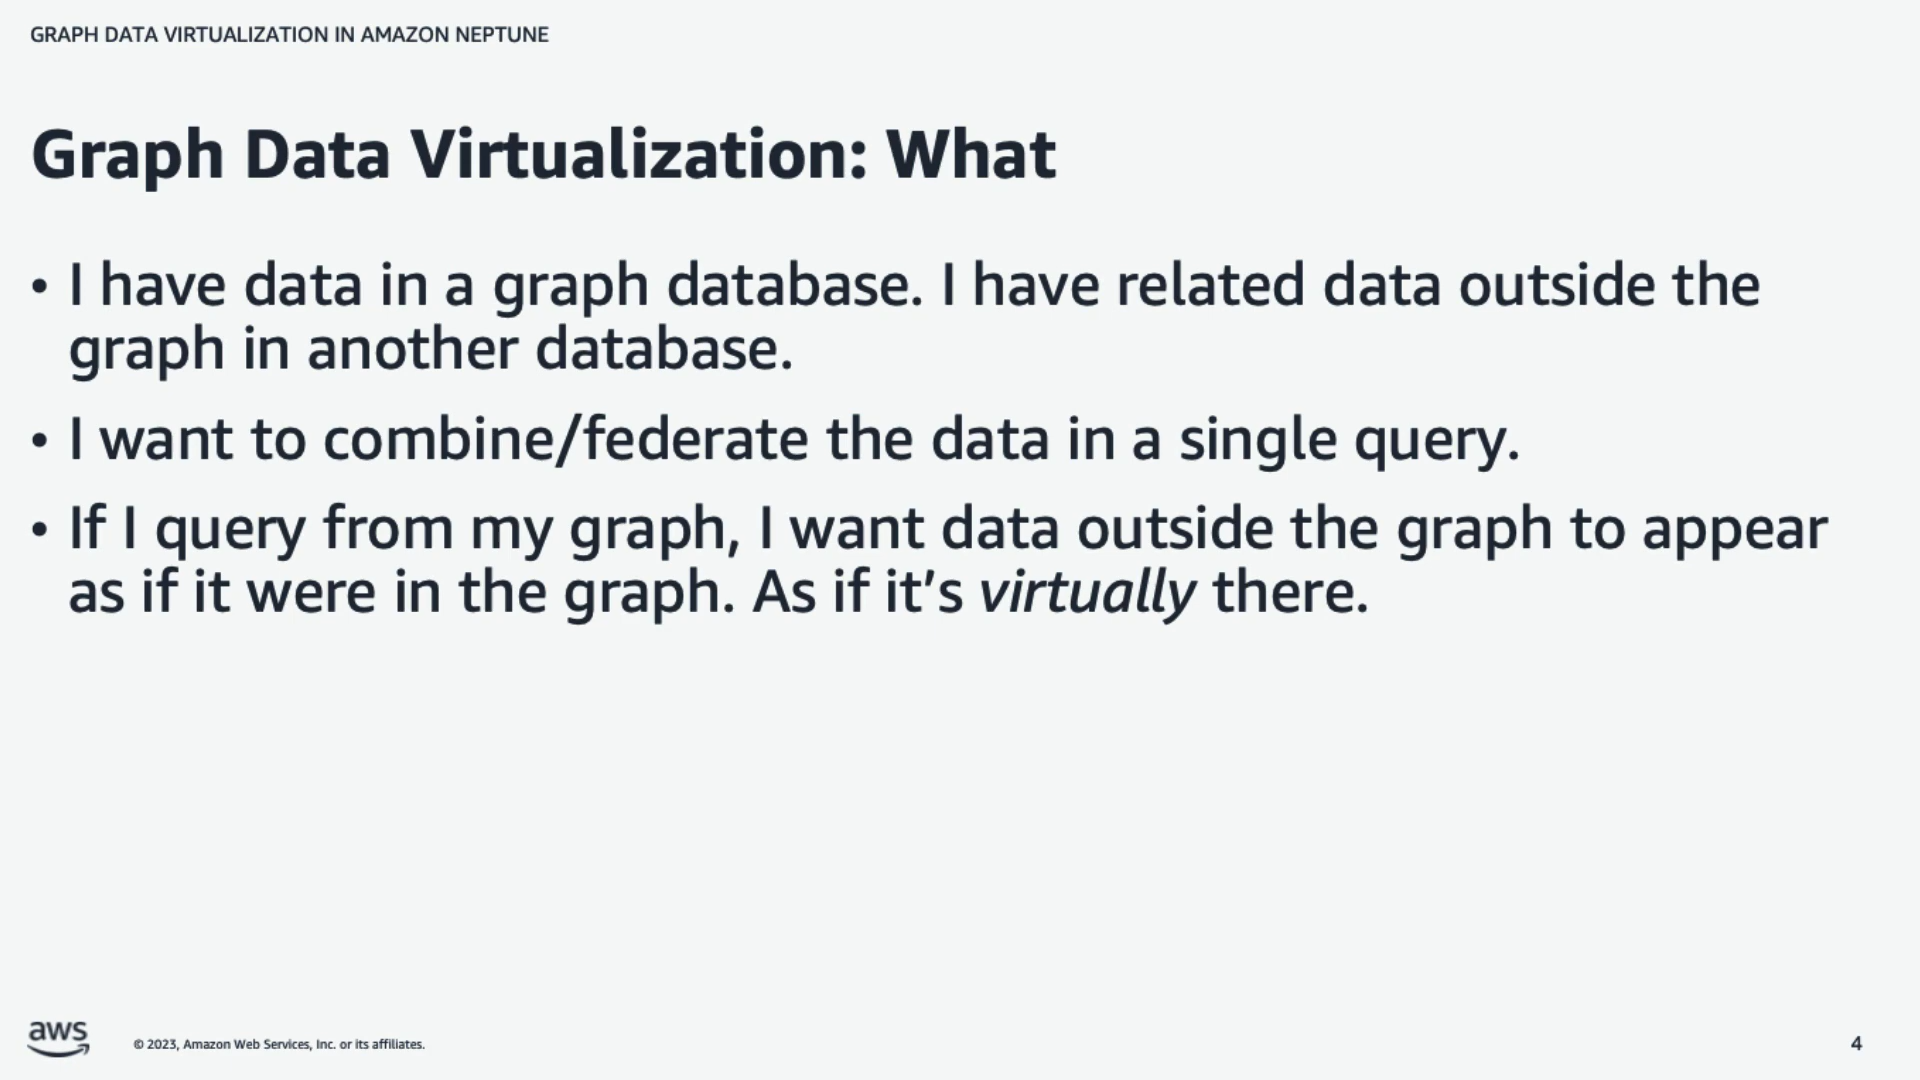 GRAPH DATA VIRTUALIZATION IN AMAZON NEPTUNE
Graph Data Virtualization: What
• I have data in a graph database. I have related data outside the
graph in another database.
• I want to combine/federate the data in a single query.
• If I query from my graph, I want data outside the graph to appear
as if it were in the graph. As if it’s virtually there.
aws
© 2023, Amazon Web Services, Inc. or its affiliates.
4